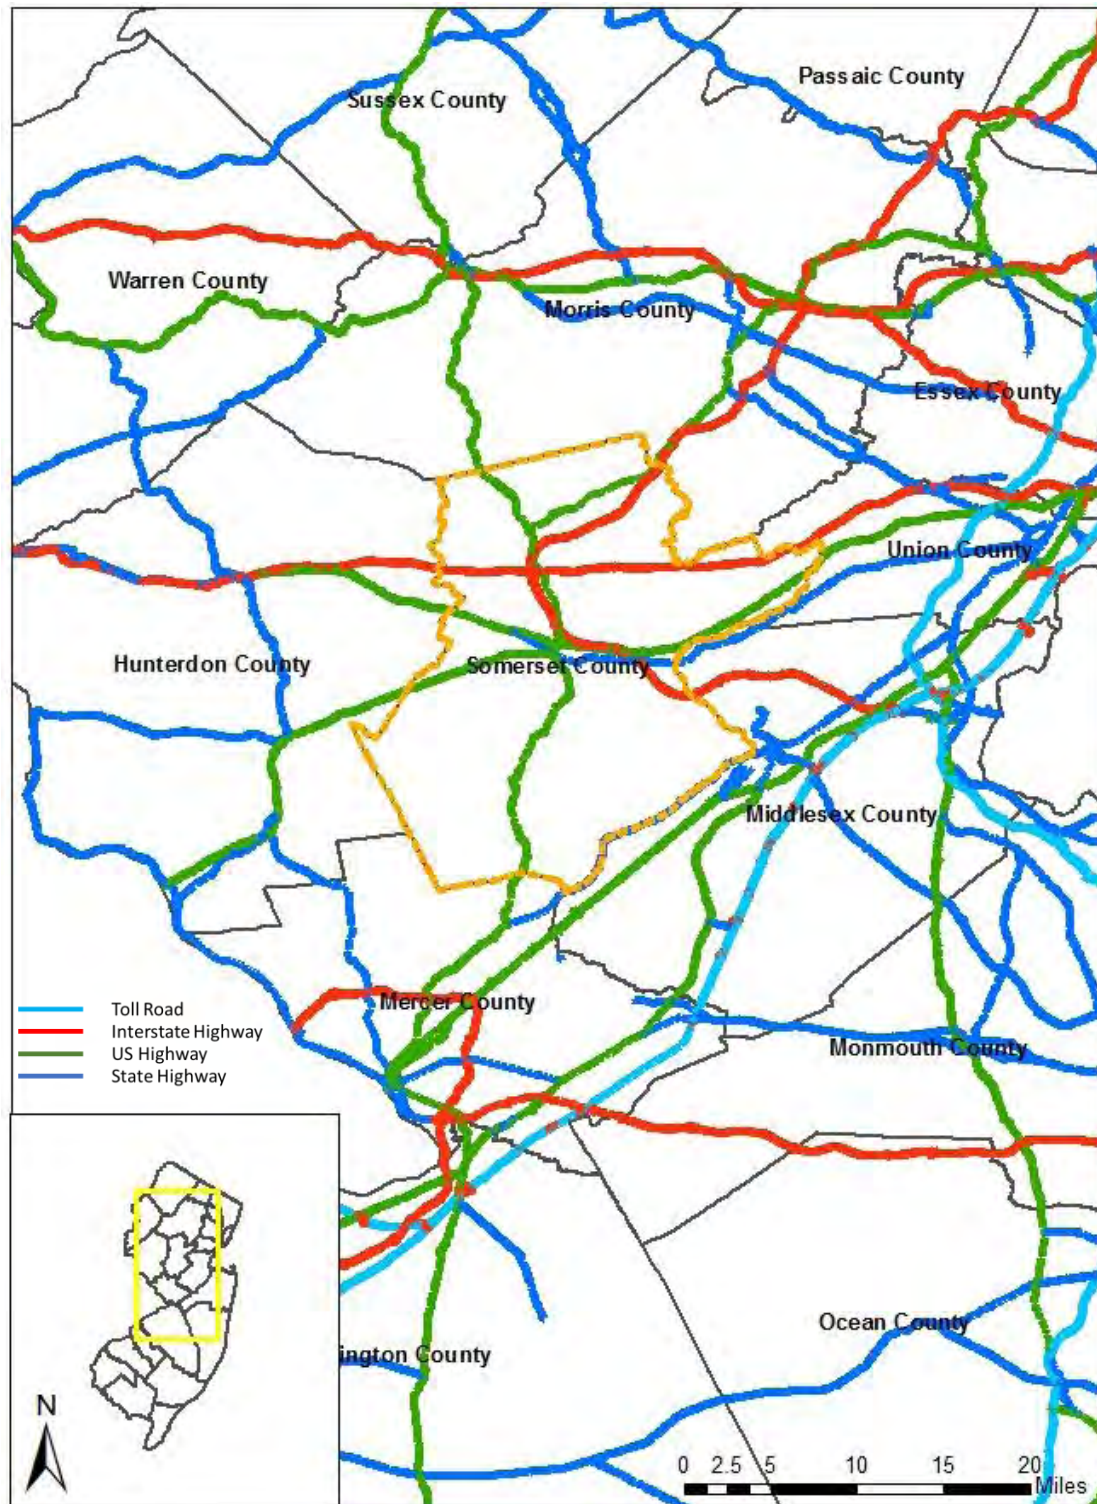 Passaic County
Sussex County
Warren County
Morris County
Essex County
Union County
Hunterdon County
Somerset County
Middlesex County
Mercer County
Toll Road
Interstate Highway
US Highway
State Highway
Monmouth County
Ocean County
ington County
N
0 2.5 5 10 15 20
Miles